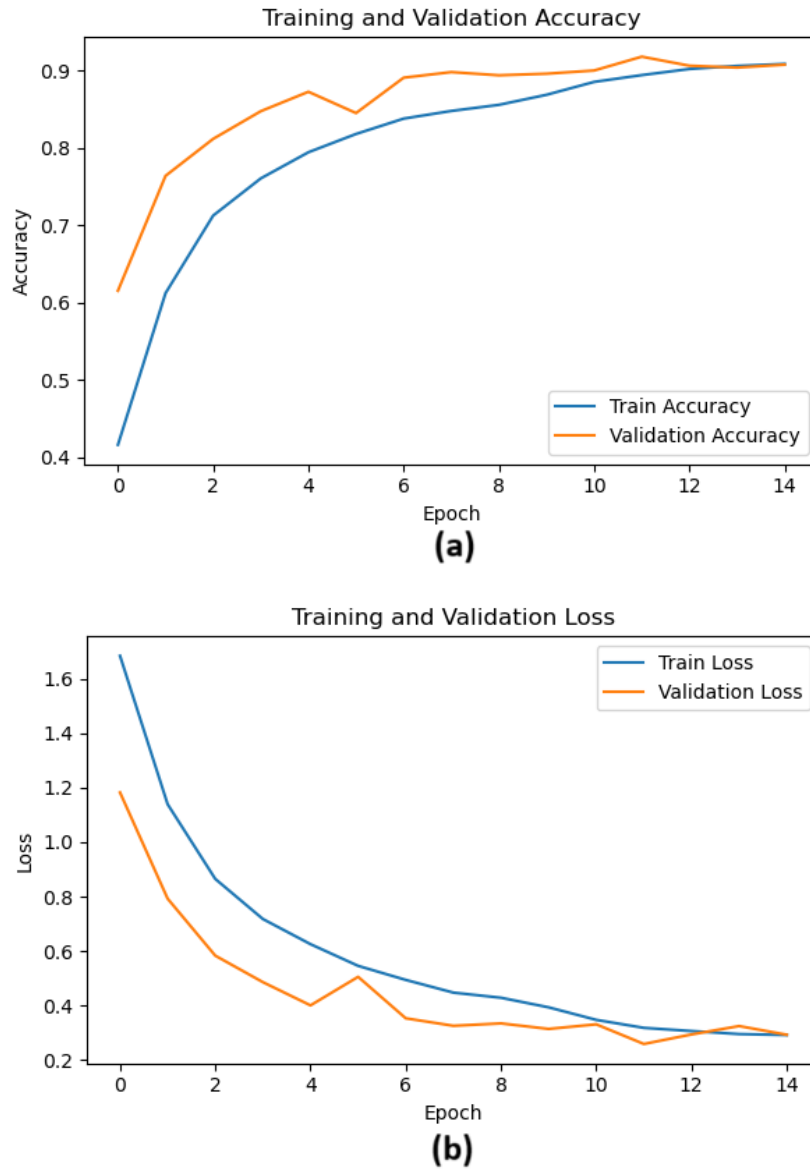 Training and Validation Accuracy
Accuracy
0.9
0.8
0.7
0.6
0.5
0.4
Train Accuracy
Validation Accuracy
0 2 4 6 8 10 12 14
Epoch
(a)
Training and Validation Loss
Loss
1.6
1.4
1.2
1.0
0.8
0.6
0.4
0.2
Train Loss
Validation Loss
0 2 4 6 8 10 12 14
Epoch
(b)